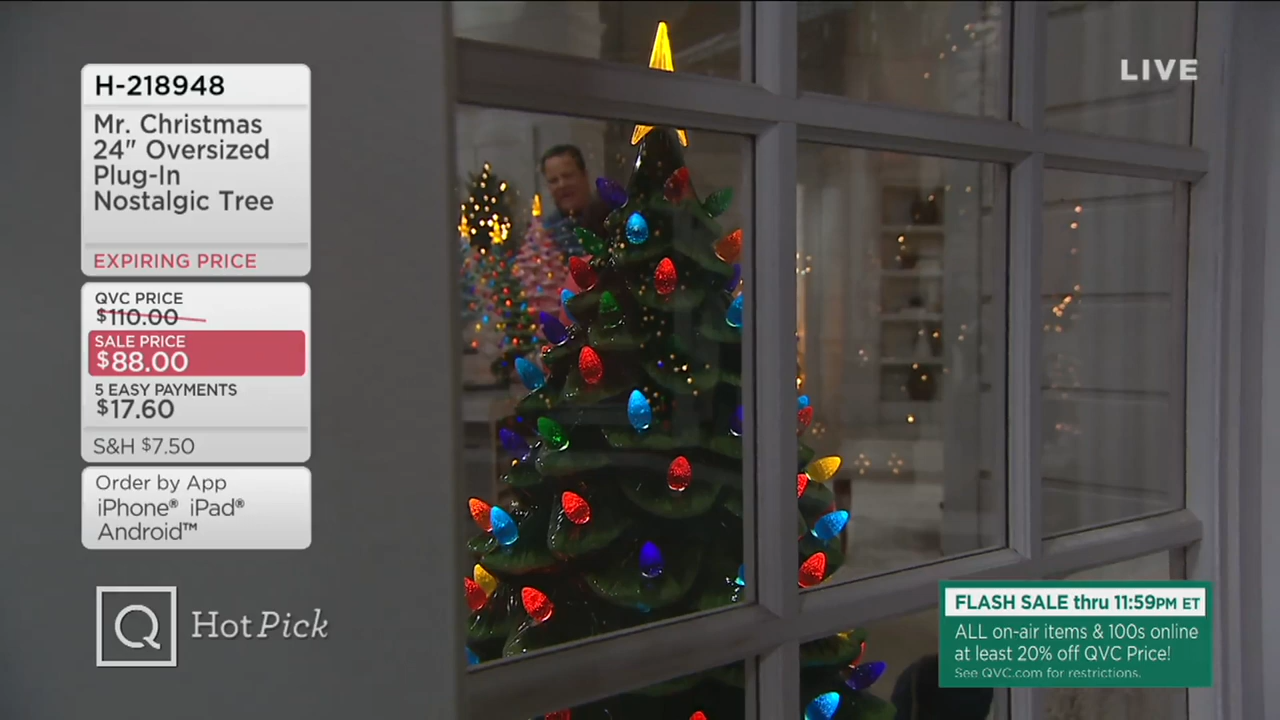 H-218948
Mr. Christmas
24" Oversized
Plug-In
Nostalgic Tree
EXPIRING PRICE
QVC PRICE
$110.00
SALE PRICE
$88.00
5 EASY PAYMENTS
$17.60
S&H $7.50
Order by App
iPhone® iPad®
Android™
Q HotPick
LIVE
FLASH SALE thru 11:59PM ET
ALL on-air items & 100s online
at least 20% off QVC Price!
See QVC.com for restrictions.